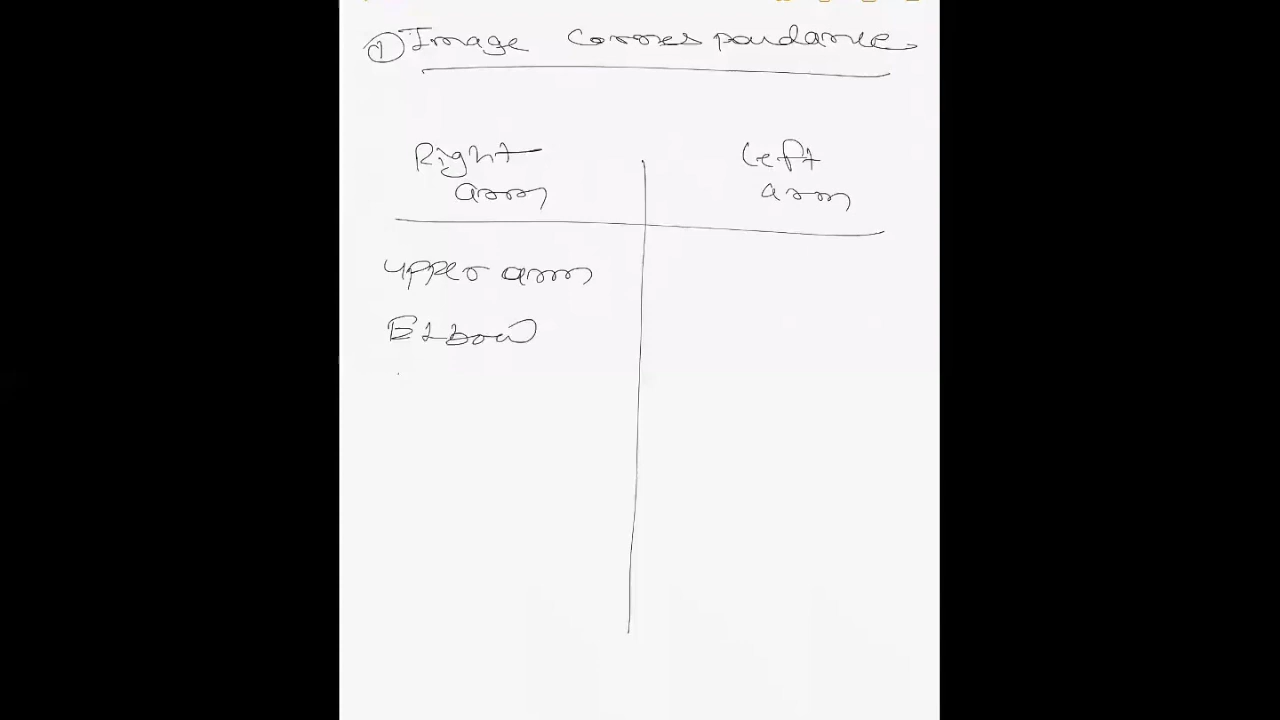 ① Image Correspondance
Right arm
Left arm
upper arm
Elbow